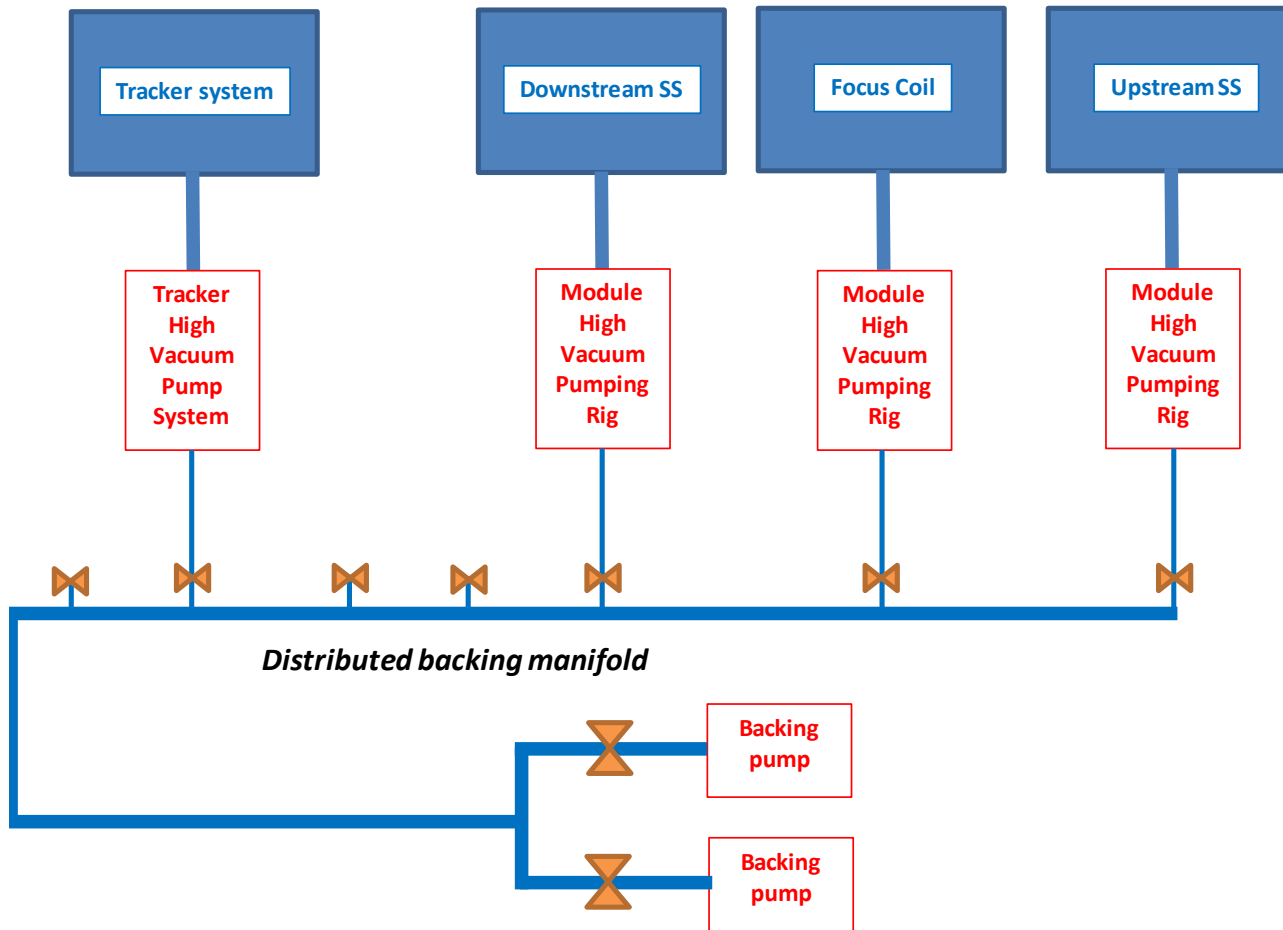 Tracker system
Downstream SS
Focus Coil
Upstream SS
Tracker
High
Vacuum
Pump
System
Module
High
Vacuum
Pumping
Rig
Module
High
Vacuum
Pumping
Rig
Module
High
Vacuum
Pumping
Rig
Distributed backing manifold
Backing
pump
Backing
pump